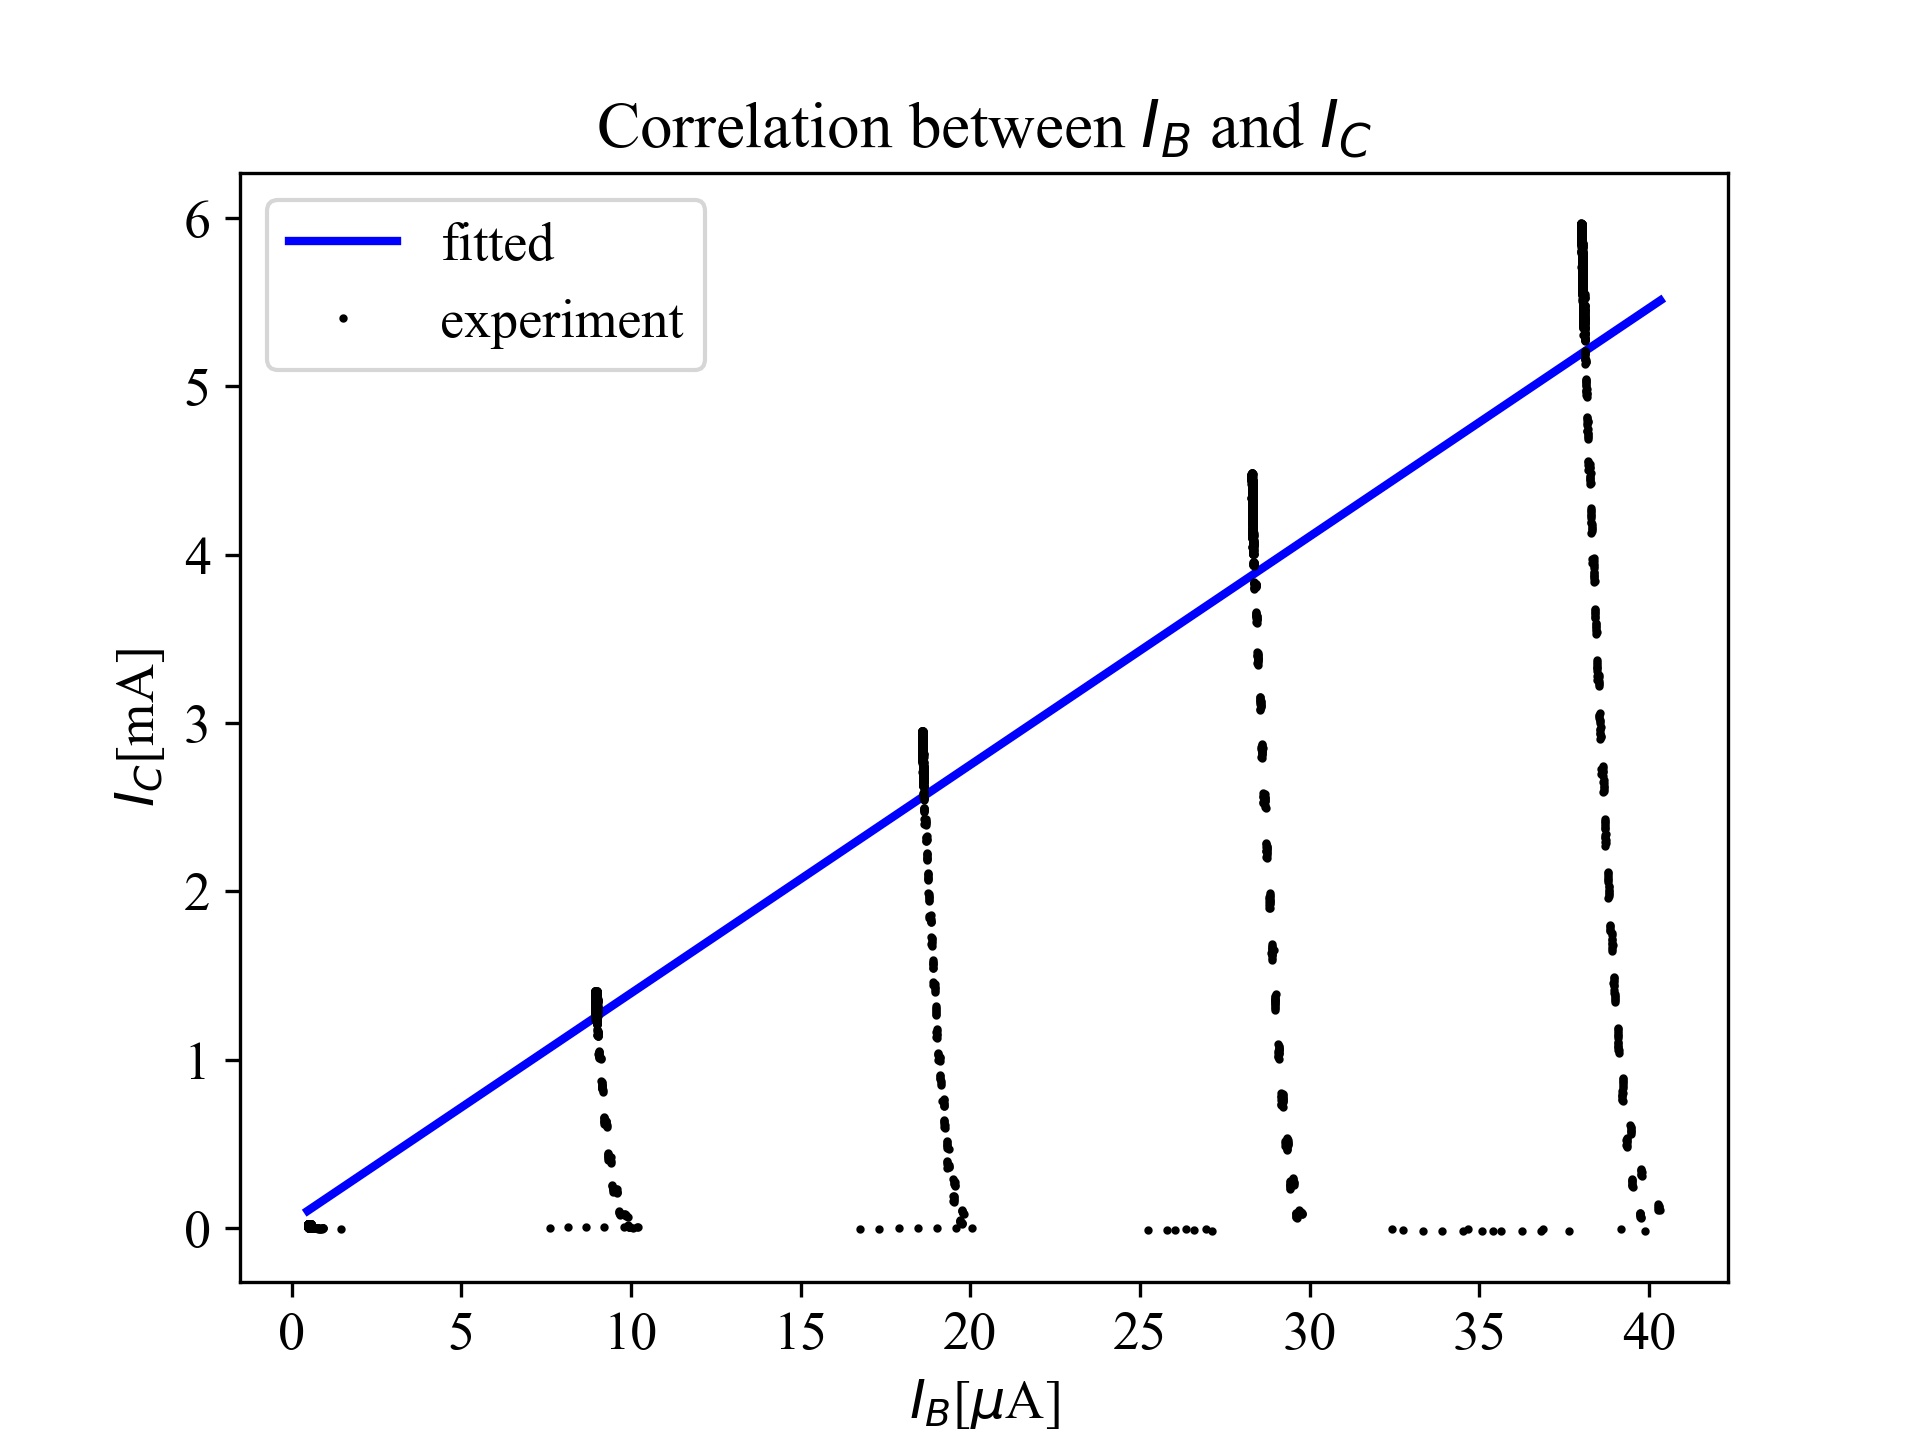 Correlation between I_B and I_C
fitted
experiment
6
5
4
3
2
1
0
I_C[mA]
0 5 10 15 20 25 30 35 40
I_B[μA]